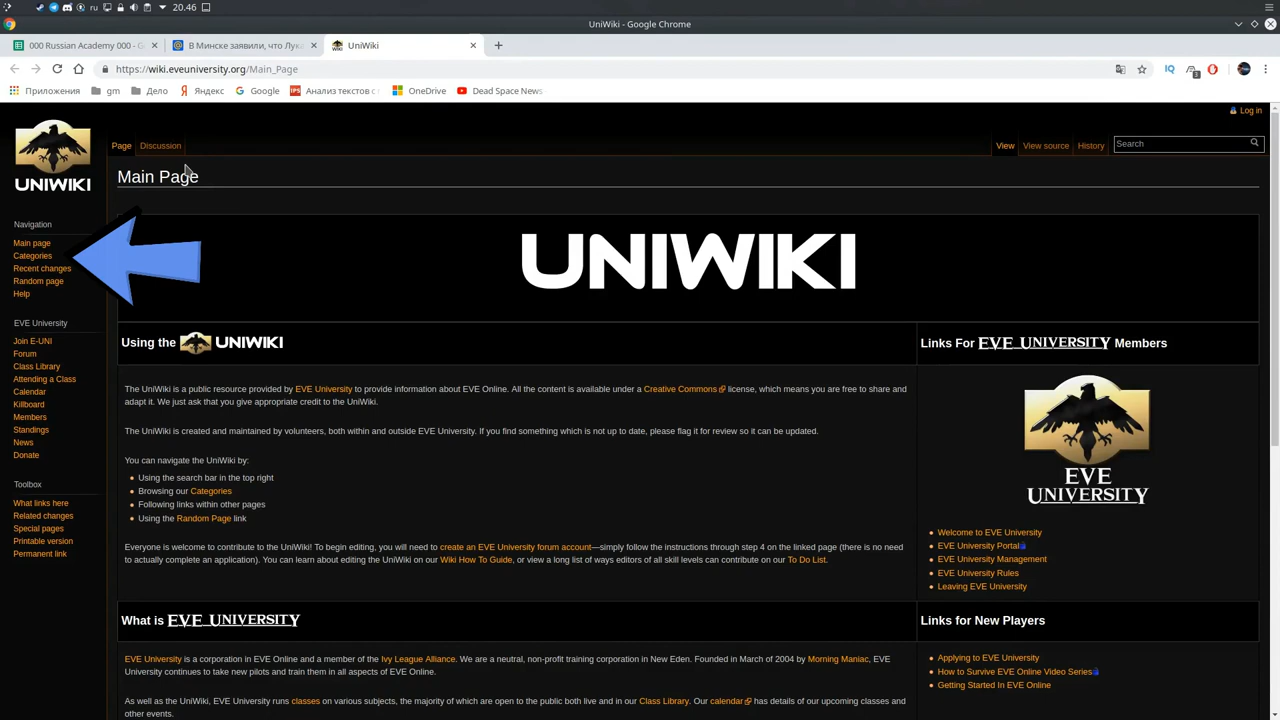 ru
20.46
UniWiki - Google Chrome
000 Russian Academy 000 - G
В Минске заявили, что Лука
UniWiki
https://wiki.eveuniversity.org/Main_Page
Приложения
gm
Дело
Яндекс
Google
Анализ текстов с
OneDrive
Dead Space News
Log in
UNIWIKI
Page
Discussion
View
View source
History
Search
Main Page
Navigation
Main page
Categories
Recent changes
Random page
Help
EVE University
Join E-UNI
Forum
Class Library
Attending a Class
Calendar
Killboard
Members
Standings
News
Donate
Toolbox
What links here
Related changes
Special pages
Printable version
Permanent link
UNIWIKI
Using the UNIWIKI
The UniWiki is a public resource provided by EVE University to provide information about EVE Online. All the content is available under a Creative Commons license, which means you are free to share and
adapt it. We just ask that you give appropriate credit to the UniWiki.
The UniWiki is created and maintained by volunteers, both within and outside EVE University. If you find something which is not up to date, please flag it for review so it can be updated.
You can navigate the UniWiki by:
Using the search bar in the top right
Browsing our Categories
Following links within other pages
Using the Random Page link
Everyone is welcome to contribute to the UniWiki! To begin editing, you will need to create an EVE University forum account—simply follow the instructions through step 4 on the linked page (there is no need
to actually complete an application). You can learn about editing the UniWiki on our Wiki How To Guide, or view a long list of ways editors of all skill levels can contribute on our To Do List.
What is EVE UNIVERSITY
EVE University is a corporation in EVE Online and a member of the Ivy League Alliance. We are a neutral, non-profit training corporation in New Eden. Founded in March of 2004 by Morning Maniac, EVE
University continues to take new pilots and train them in all aspects of EVE Online.
As well as the UniWiki, EVE University runs classes on various subjects, the majority of which are open to the public both live and in our Class Library. Our calendar has details of our upcoming classes and
other events.
Links For EVE UNIVERSITY Members
EVE
UNIVERSITY
Welcome to EVE University
EVE University Portal
EVE University Management
EVE University Rules
Leaving EVE University
Links for New Players
Applying to EVE University
How to Survive EVE Online Video Series
Getting Started In EVE Online